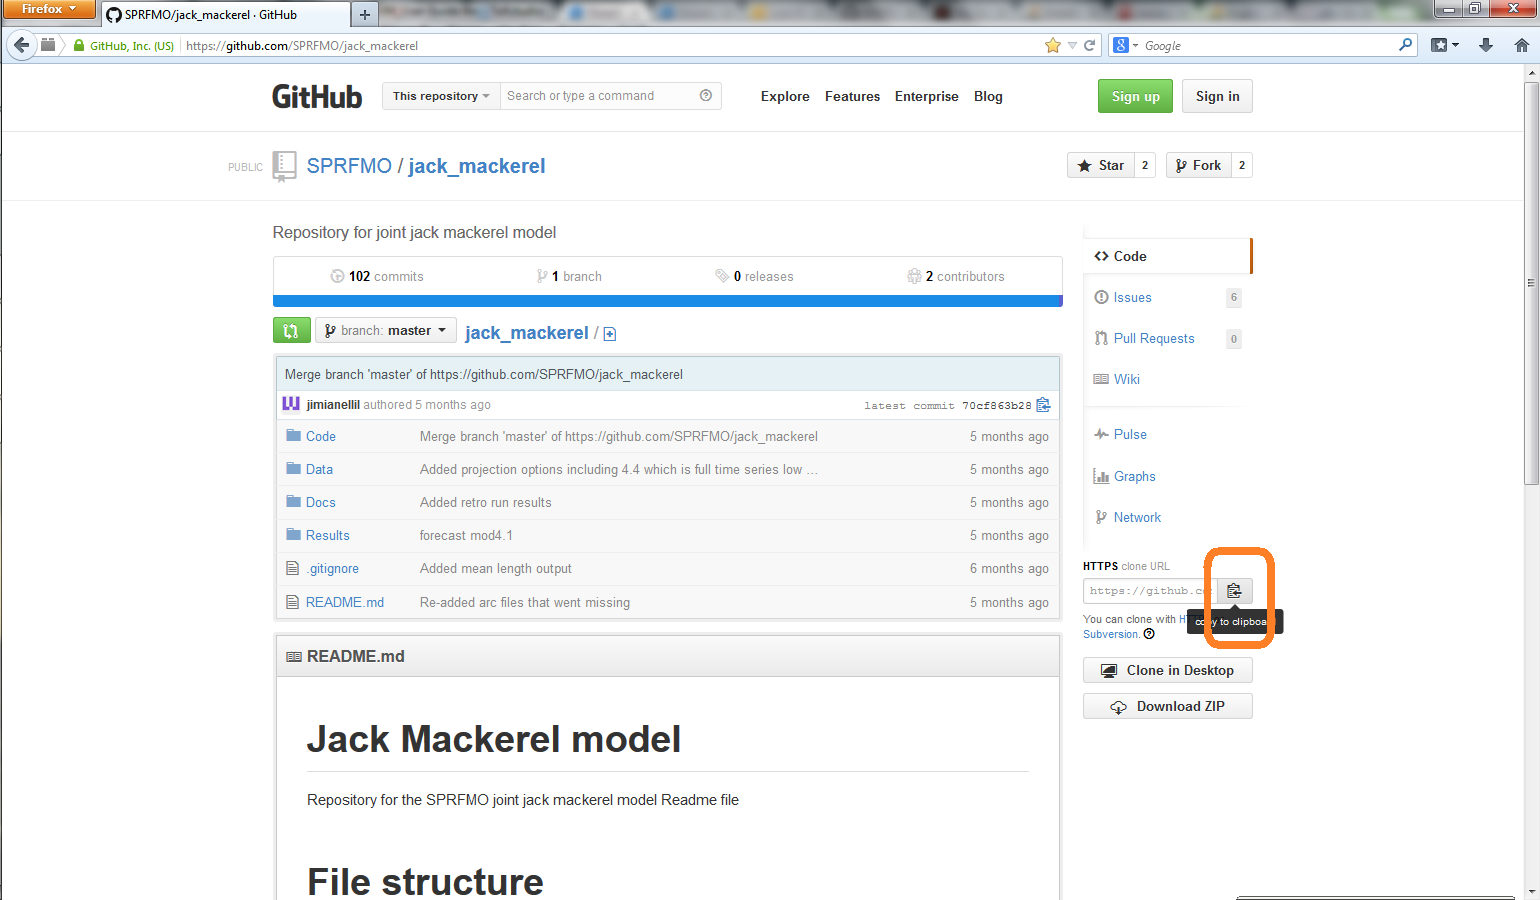 Firefox
SPRFMO/jack_mackerel · GitHub
GitHub, Inc. (US)
https://github.com/SPRFMO/jack_mackerel
Google
GitHub
This repository
Search or type a command
Explore Features Enterprise Blog
Sign up
Sign in
PUBLIC
SPRFMO / jack_mackerel
Star 2
Fork 2
Repository for joint jack mackerel model
102 commits
1 branch
0 releases
2 contributors
branch: master
jack_mackerel /
Merge branch 'master' of https://github.com/SPRFMO/jack_mackerel
jimianellil authored 5 months ago
latest commit 70cf863b28
Code Merge branch 'master' of https://github.com/SPRFMO/jack_mackerel 5 months ago
Data Added projection options including 4.4 which is full time series low … 5 months ago
Docs Added retro run results 5 months ago
Results forecast mod4.1 5 months ago
.gitignore Added mean length output 6 months ago
README.md Re-added arc files that went missing 5 months ago
README.md
Jack Mackerel model
Repository for the SPRFMO joint jack mackerel model Readme file
File structure
Code
Issues 6
Pull Requests 0
Wiki
Pulse
Graphs
Network
HTTPS clone URL
https://github.co
You can clone with
copy to clipboa
Subversion.
Clone in Desktop
Download ZIP